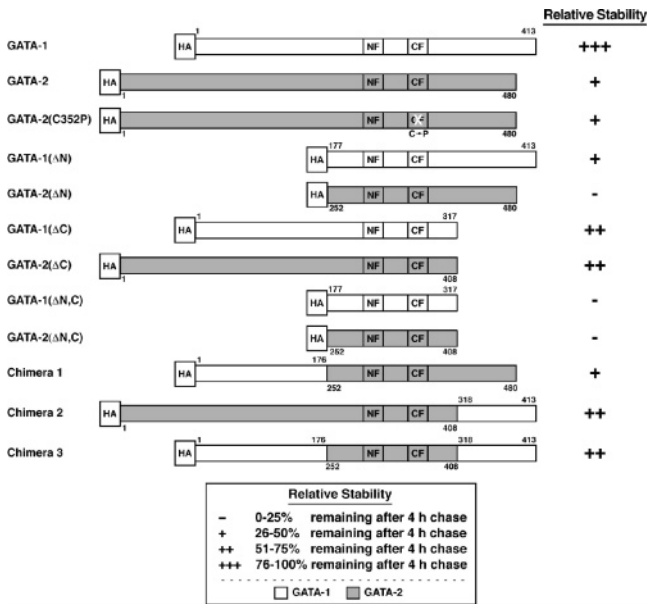 Relative Stability
GATA-1 HA 1 NF CF 413 +++
GATA-2 HA 1 NF CF 480 +
GATA-2(C352P) HA 1 NF C→P 480 +
GATA-1(ΔN) HA 177 NF CF 413 +
GATA-2(ΔN) HA 252 NF CF 480 -
GATA-1(ΔC) HA 1 NF CF 317 ++
GATA-2(ΔC) HA 1 NF CF 408 ++
GATA-1(ΔN,C) HA 177 NF CF 317 -
GATA-2(ΔN,C) HA 252 NF CF 408 -
Chimera 1 HA 1 176 252 NF CF 480 +
Chimera 2 HA 1 NF CF 408 318 413 ++
Chimera 3 HA 1 176 252 NF CF 408 318 413 ++
Relative Stability
– 0-25% remaining after 4 h chase
+ 26-50% remaining after 4 h chase
++ 51-75% remaining after 4 h chase
+++ 76-100% remaining after 4 h chase
GATA-1 GATA-2